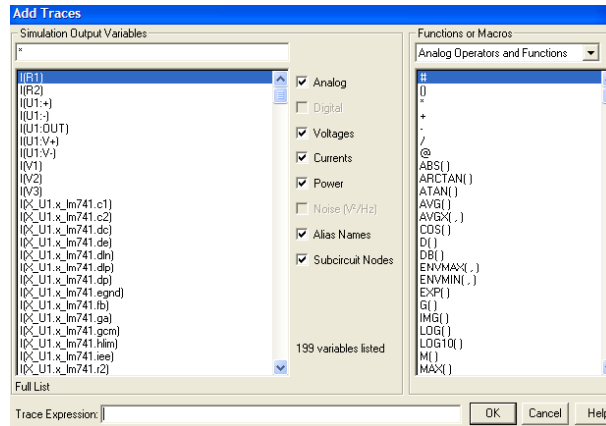 Add Traces
Simulation Output Variables
*
I(R1)
I(R2)
I(U1:+)
I(U1:-)
I(U1:OUT)
I(U1:V+)
I(U1:V-)
I(V1)
I(V2)
I(V3)
I(X_U1.x_lm741.c1)
I(X_U1.x_lm741.c2)
I(X_U1.x_lm741.dc)
I(X_U1.x_lm741.de)
I(X_U1.x_lm741.dln)
I(X_U1.x_lm741.dlp)
I(X_U1.x_lm741.dp)
I(X_U1.x_lm741.egnd)
I(X_U1.x_lm741.fb)
I(X_U1.x_lm741.ga)
I(X_U1.x_lm741.gcm)
I(X_U1.x_lm741.hlim)
I(X_U1.x_lm741.iee)
I(X_U1.x_lm741.r2)
Full List
Analog
Digital
Voltages
Currents
Power
Noise (V²/Hz)
Alias Names
Subcircuit Nodes
199 variables listed
Functions or Macros
Analog Operators and Functions
#
()
*
+
-
/
@
ABS( )
ARCTAN( )
ATAN( )
AVG( )
AVGX( , )
COS( )
D( )
DB( )
ENVMAX( , )
ENVMIN( , )
EXP( )
G( )
IMG( )
LOG( )
LOG10( )
M( )
MAX( )
Trace Expression:
OK
Cancel
Help